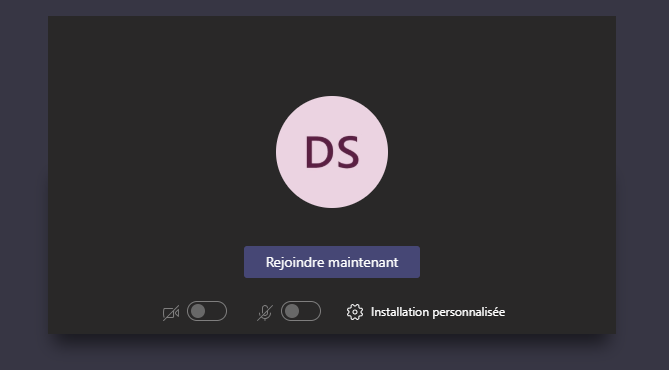 DS
Rejoindre maintenant
Installation personnalisée